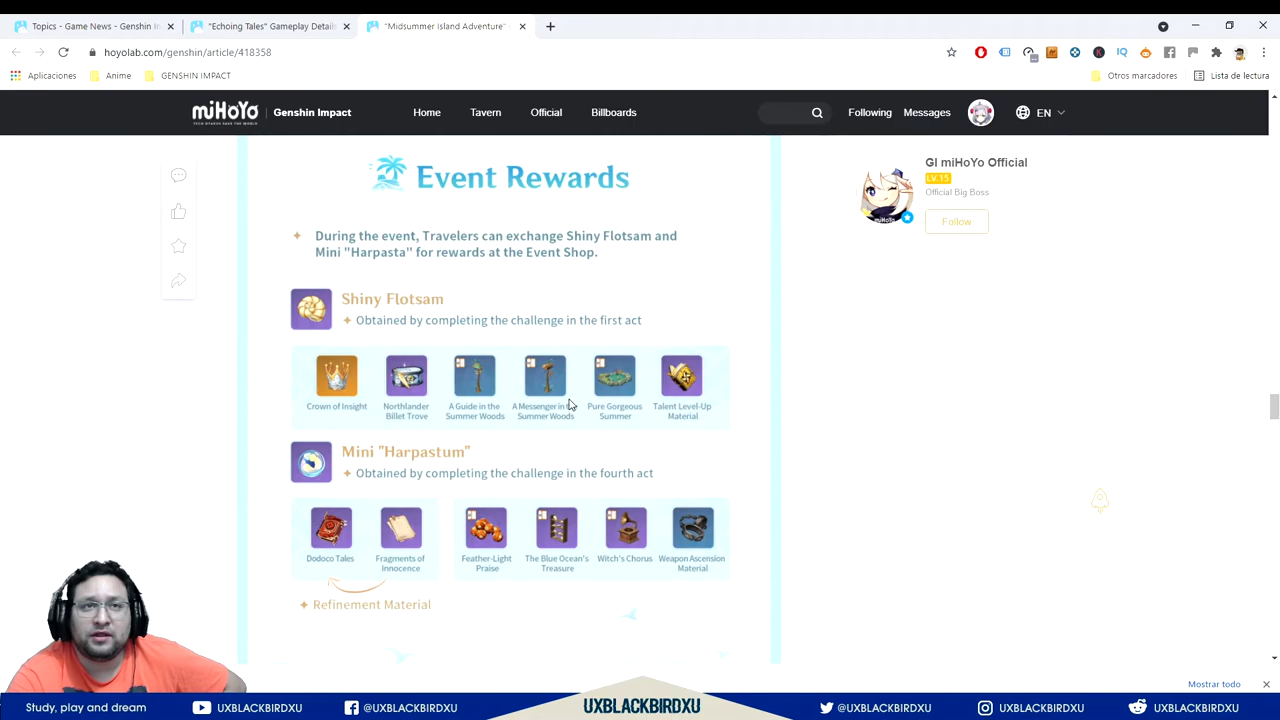 Topics - Game News - Genshin In
"Echoing Tales" Gameplay Details
"Midsummer Island Adventure"
hoyolab.com/genshin/article/418358
Aplicaciones
Anime
GENSHIN IMPACT
Otros marcadores
Lista de lectura
miHoYo
TECH OTAKUS SAVE THE WORLD
Genshin Impact
Home
Tavern
Official
Billboards
Following
Messages
EN
Event Rewards
During the event, Travelers can exchange Shiny Flotsam and
Mini "Harpasta" for rewards at the Event Shop.
Shiny Flotsam
Obtained by completing the challenge in the first act
Crown of Insight
Northlander
Billet Trove
A Guide in the
Summer Woods
A Messenger in
Summer Woods
Pure Gorgeous
Summer
Talent Level-Up
Material
Mini "Harpastum"
Obtained by completing the challenge in the fourth act
Dodoco Tales
Fragments of
Innocence
Feather-Light
Praise
The Blue Ocean's
Treasure
Witch's Chorus
Weapon Ascension
Material
Refinement Material
GI miHoYo Official
LV.15
Official Big Boss
Follow
Mostrar todo
Study, play and dream
UXBLACKBIRDXU
@UXBLACKBIRDXU
UXBLACKBIRDXU
@UXBLACKBIRDXU
UXBLACKBIRDXU
UXBLACKBIRDXU